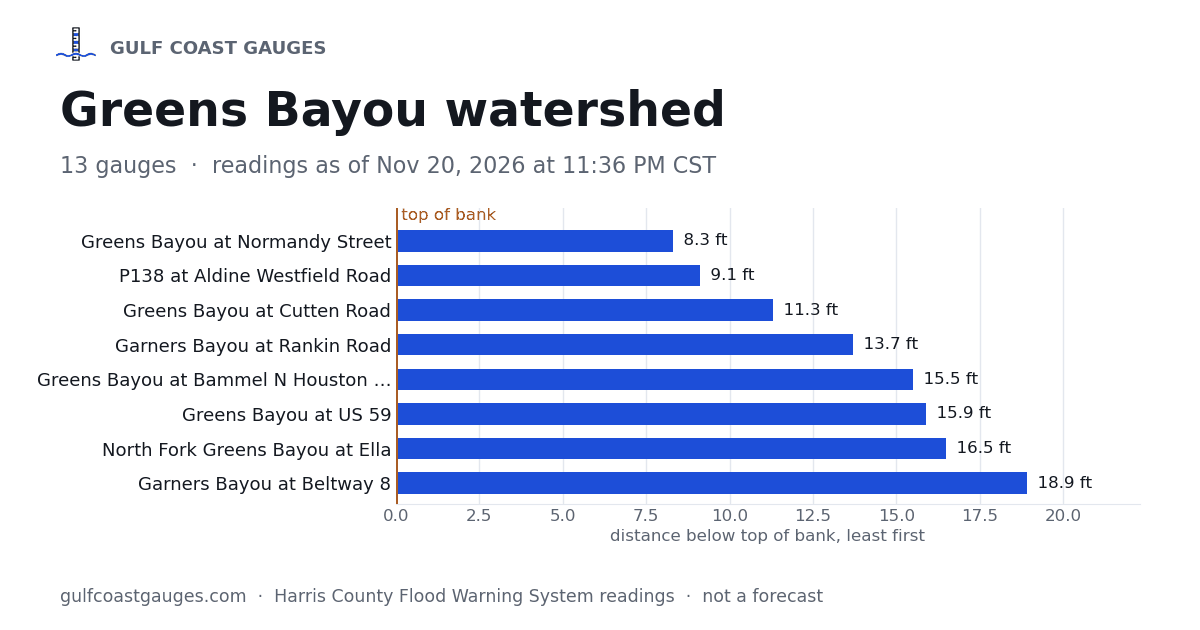 GULF COAST GAUGES
Greens Bayou watershed
13 gauges · readings as of Nov 20, 2026 at 11:36 PM CST
top of bank
Greens Bayou at Normandy Street 8.3 ft
P138 at Aldine Westfield Road 9.1 ft
Greens Bayou at Cutten Road 11.3 ft
Garners Bayou at Rankin Road 13.7 ft
Greens Bayou at Bammel N Houston … 15.5 ft
Greens Bayou at US 59 15.9 ft
North Fork Greens Bayou at Ella 16.5 ft
Garners Bayou at Beltway 8 18.9 ft
0.0 2.5 5.0 7.5 10.0 12.5 15.0 17.5 20.0
distance below top of bank, least first
gulfcoastgauges.com · Harris County Flood Warning System readings · not a forecast